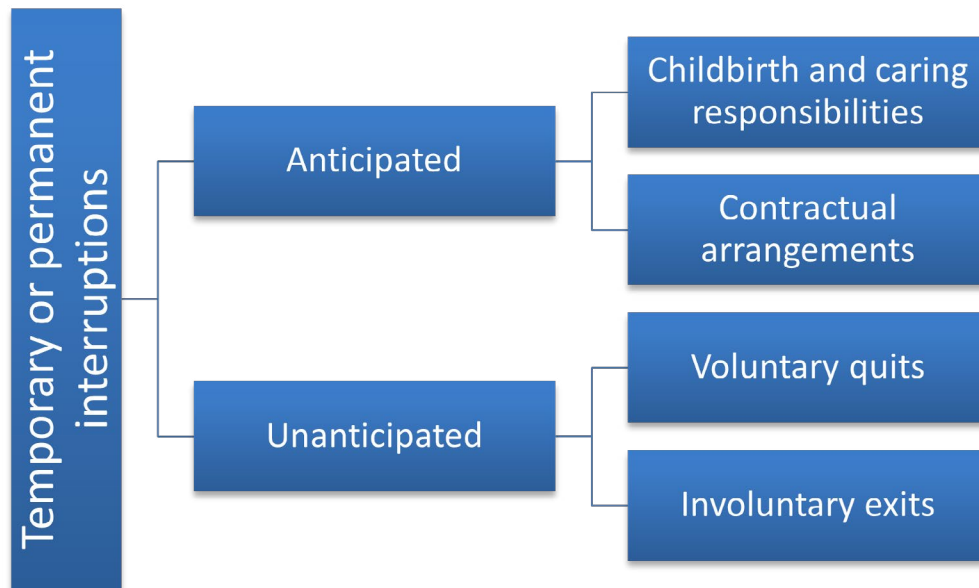 Temporary or permanent
interruptions
Anticipated
Childbirth and caring
responsibilities
Contractual
arrangements
Unanticipated
Voluntary quits
Involuntary exits